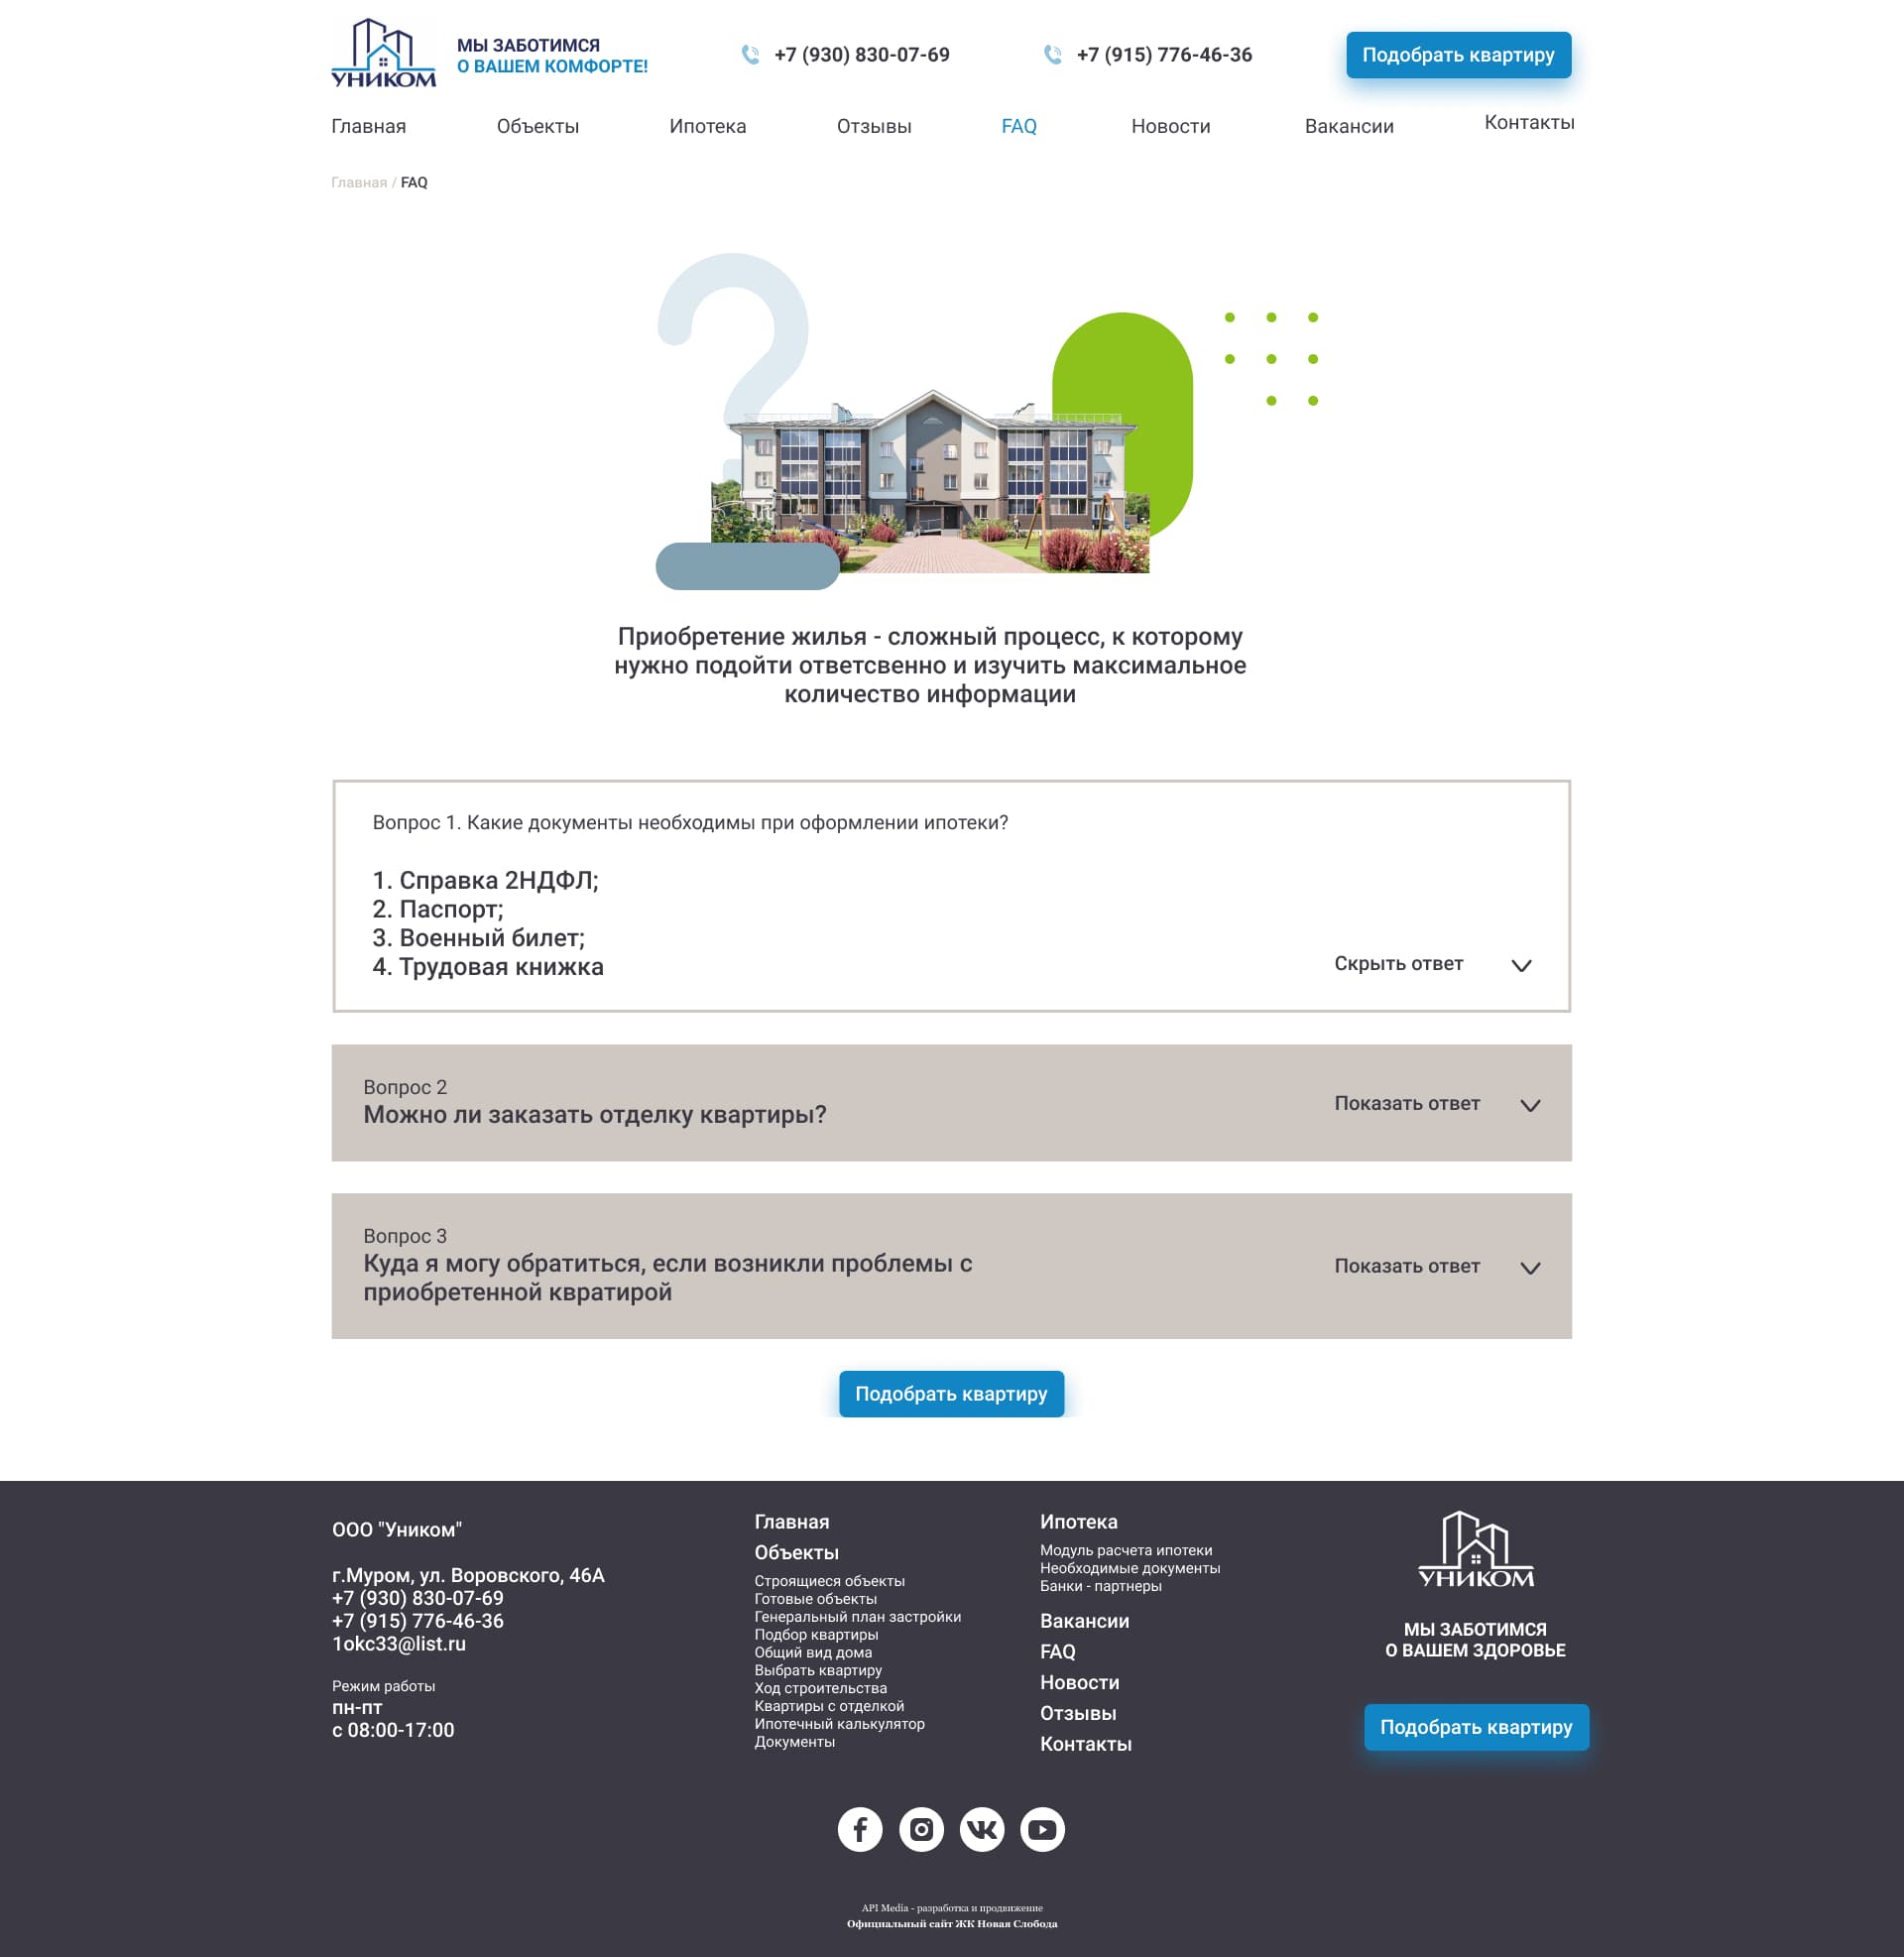 УНИКОМ
МЫ ЗАБОТИМСЯ
О ВАШЕМ КОМФОРТЕ!
+7 (930) 830-07-69
+7 (915) 776-46-36
Подобрать квартиру
Главная
Объекты
Ипотека
Отзывы
FAQ
Новости
Вакансии
Контакты
Главная / FAQ
Приобретение жилья - сложный процесс, к которому
нужно подойти ответсвенно и изучить максимальное
количество информации
Вопрос 1. Какие документы необходимы при оформлении ипотеки?
1. Справка 2НДФЛ;
2. Паспорт;
3. Военный билет;
4. Трудовая книжка
Скрыть ответ
Вопрос 2
Можно ли заказать отделку квартиры?
Показать ответ
Вопрос 3
Куда я могу обратиться, если возникли проблемы с
приобретенной квратирой
Показать ответ
Подобрать квартиру
ООО "Уником"
г.Муром, ул. Воровского, 46А
+7 (930) 830-07-69
+7 (915) 776-46-36
1okc33@list.ru
Режим работы
пн-пт
с 08:00-17:00
Главная
Объекты
Строящиеся объекты
Готовые объекты
Генеральный план застройки
Подбор квартиры
Общий вид дома
Выбрать квартиру
Ход строительства
Квартиры с отделкой
Ипотечный калькулятор
Документы
Ипотека
Модуль расчета ипотеки
Необходимые документы
Банки - партнеры
Вакансии
FAQ
Новости
Отзывы
Контакты
УНИКОМ
МЫ ЗАБОТИМСЯ
О ВАШЕМ ЗДОРОВЬЕ
Подобрать квартиру
API Media - разработка и продвижение
Официальный сайт ЖК Новая Слобода